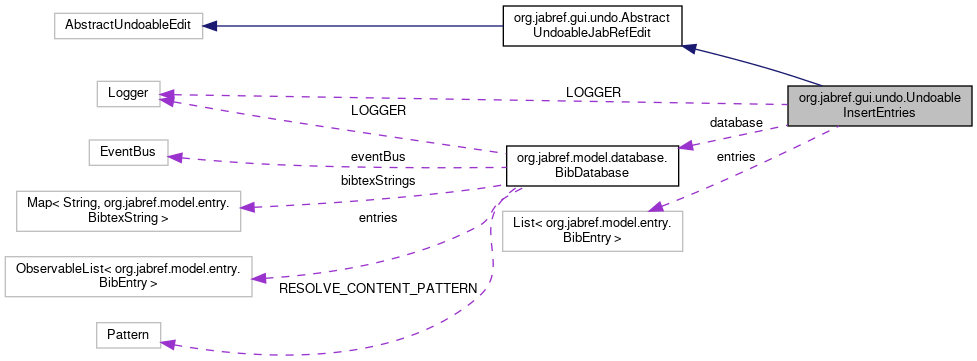 AbstractUndoableEdit
org.jabref.gui.undo.Abstract
UndoableJabRefEdit
Logger
LOGGER
org.jabref.gui.undo.Undoable
InsertEntries
LOGGER
database
EventBus
eventBus
org.jabref.model.database.
BibDatabase
entries
bibtexStrings
Map< String, org.jabref.model.entry.
BibtexString >
entries
List< org.jabref.model.entry.
BibEntry >
ObservableList< org.jabref.model.entry.
BibEntry >
RESOLVE_CONTENT_PATTERN
Pattern